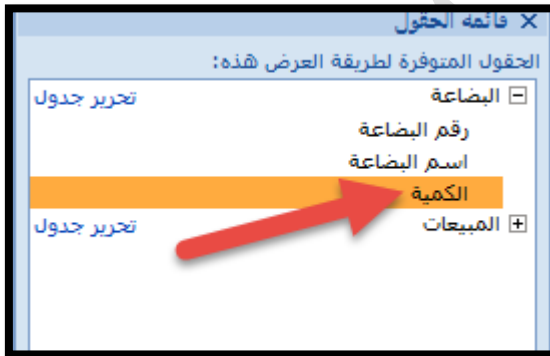 قائمة الحقول
الحقول المتوفرة لطريقة العرض هذه:
البضاعة تحرير جدول
رقم البضاعة
اسم البضاعة
الكمية
المبيعات تحرير جدول